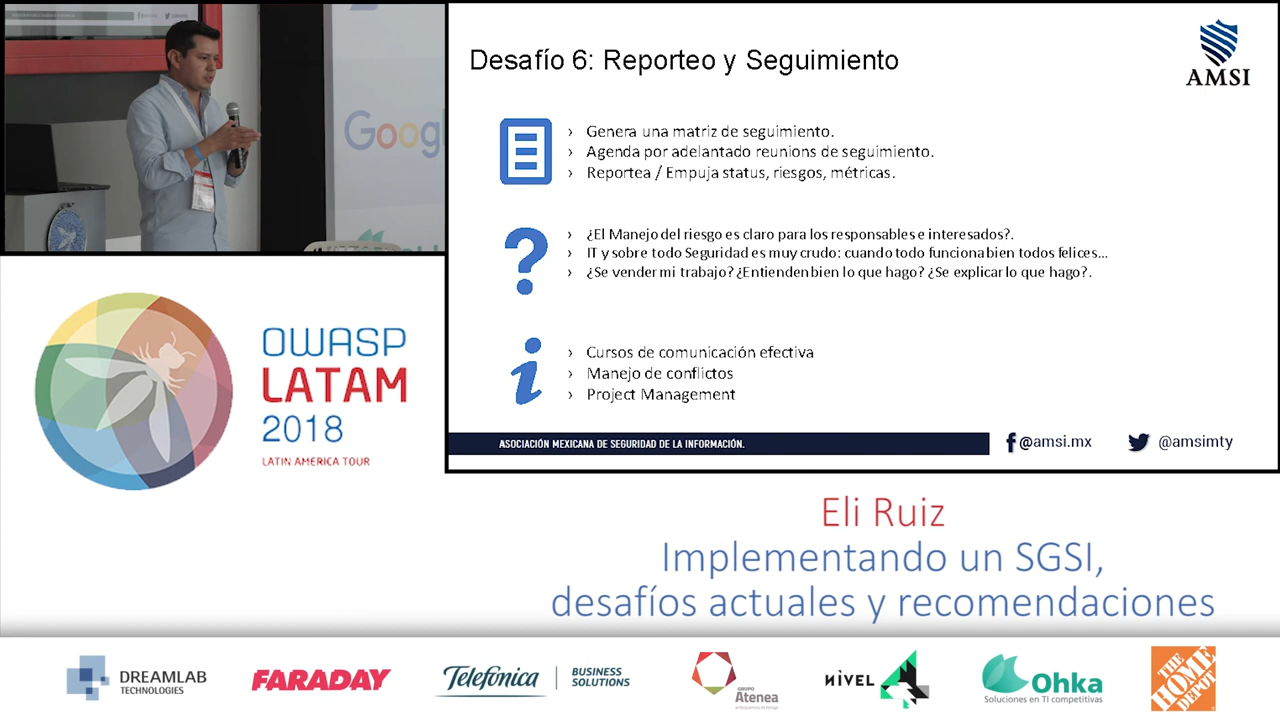 Google
Desafío 6: Reporteo y Seguimiento
AMSI
› Genera una matriz de seguimiento.
› Agenda por adelantado reunions de seguimiento.
› Reportea / Empuja status, riesgos, métricas.
› ¿El Manejo del riesgo es claro para los responsables e interesados?.
› IT y sobre todo Seguridad es muy crudo: cuando todo funciona bien todos felices...
› ¿Se vender mi trabajo? ¿Entienden bien lo que hago? ¿Se explicar lo que hago?.
› Cursos de comunicación efectiva
› Manejo de conflictos
› Project Management
ASOCIACIÓN MEXICANA DE SEGURIDAD DE LA INFORMACIÓN.
@amsi.mx
@amsimty
OWASP
LATAM
2018
LATIN AMERICA TOUR
Eli Ruiz
Implementando un SGSI,
desafíos actuales y recomendaciones
DREAMLAB
TECHNOLOGIES
FARADAY
Telefónica
BUSINESS
SOLUTIONS
GRUPO
Atenea
NIVEL 4
Ohka
Soluciones en TI competitivas
THE
HOME
DEPOT